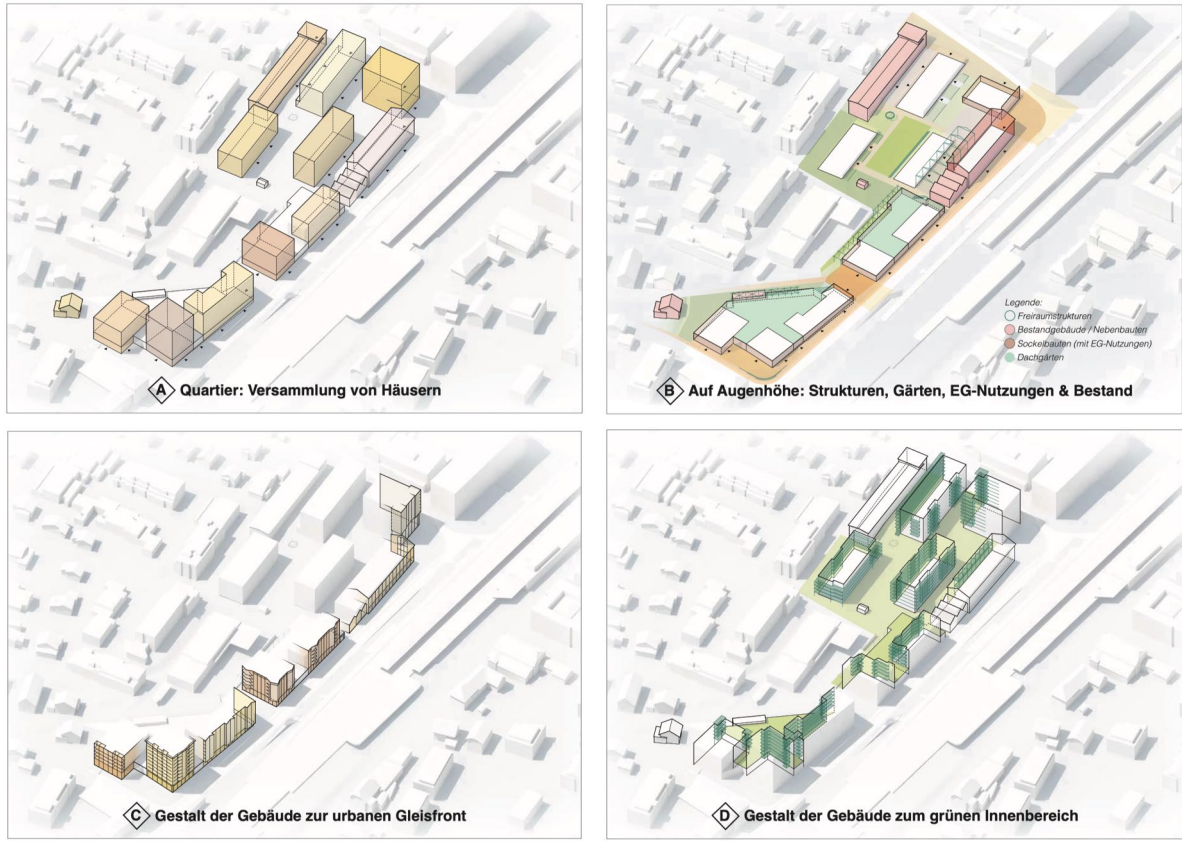 A Quartier: Versammlung von Häusern
Legende:
Freiraumstrukturen
Bestandgebäude / Nebenbauten
Sockelbauten (mit EG-Nutzungen)
Dachgärten
B Auf Augenhöhe: Strukturen, Gärten, EG-Nutzungen & Bestand
C Gestalt der Gebäude zur urbanen Gleisfront
D Gestalt der Gebäude zum grünen Innenbereich